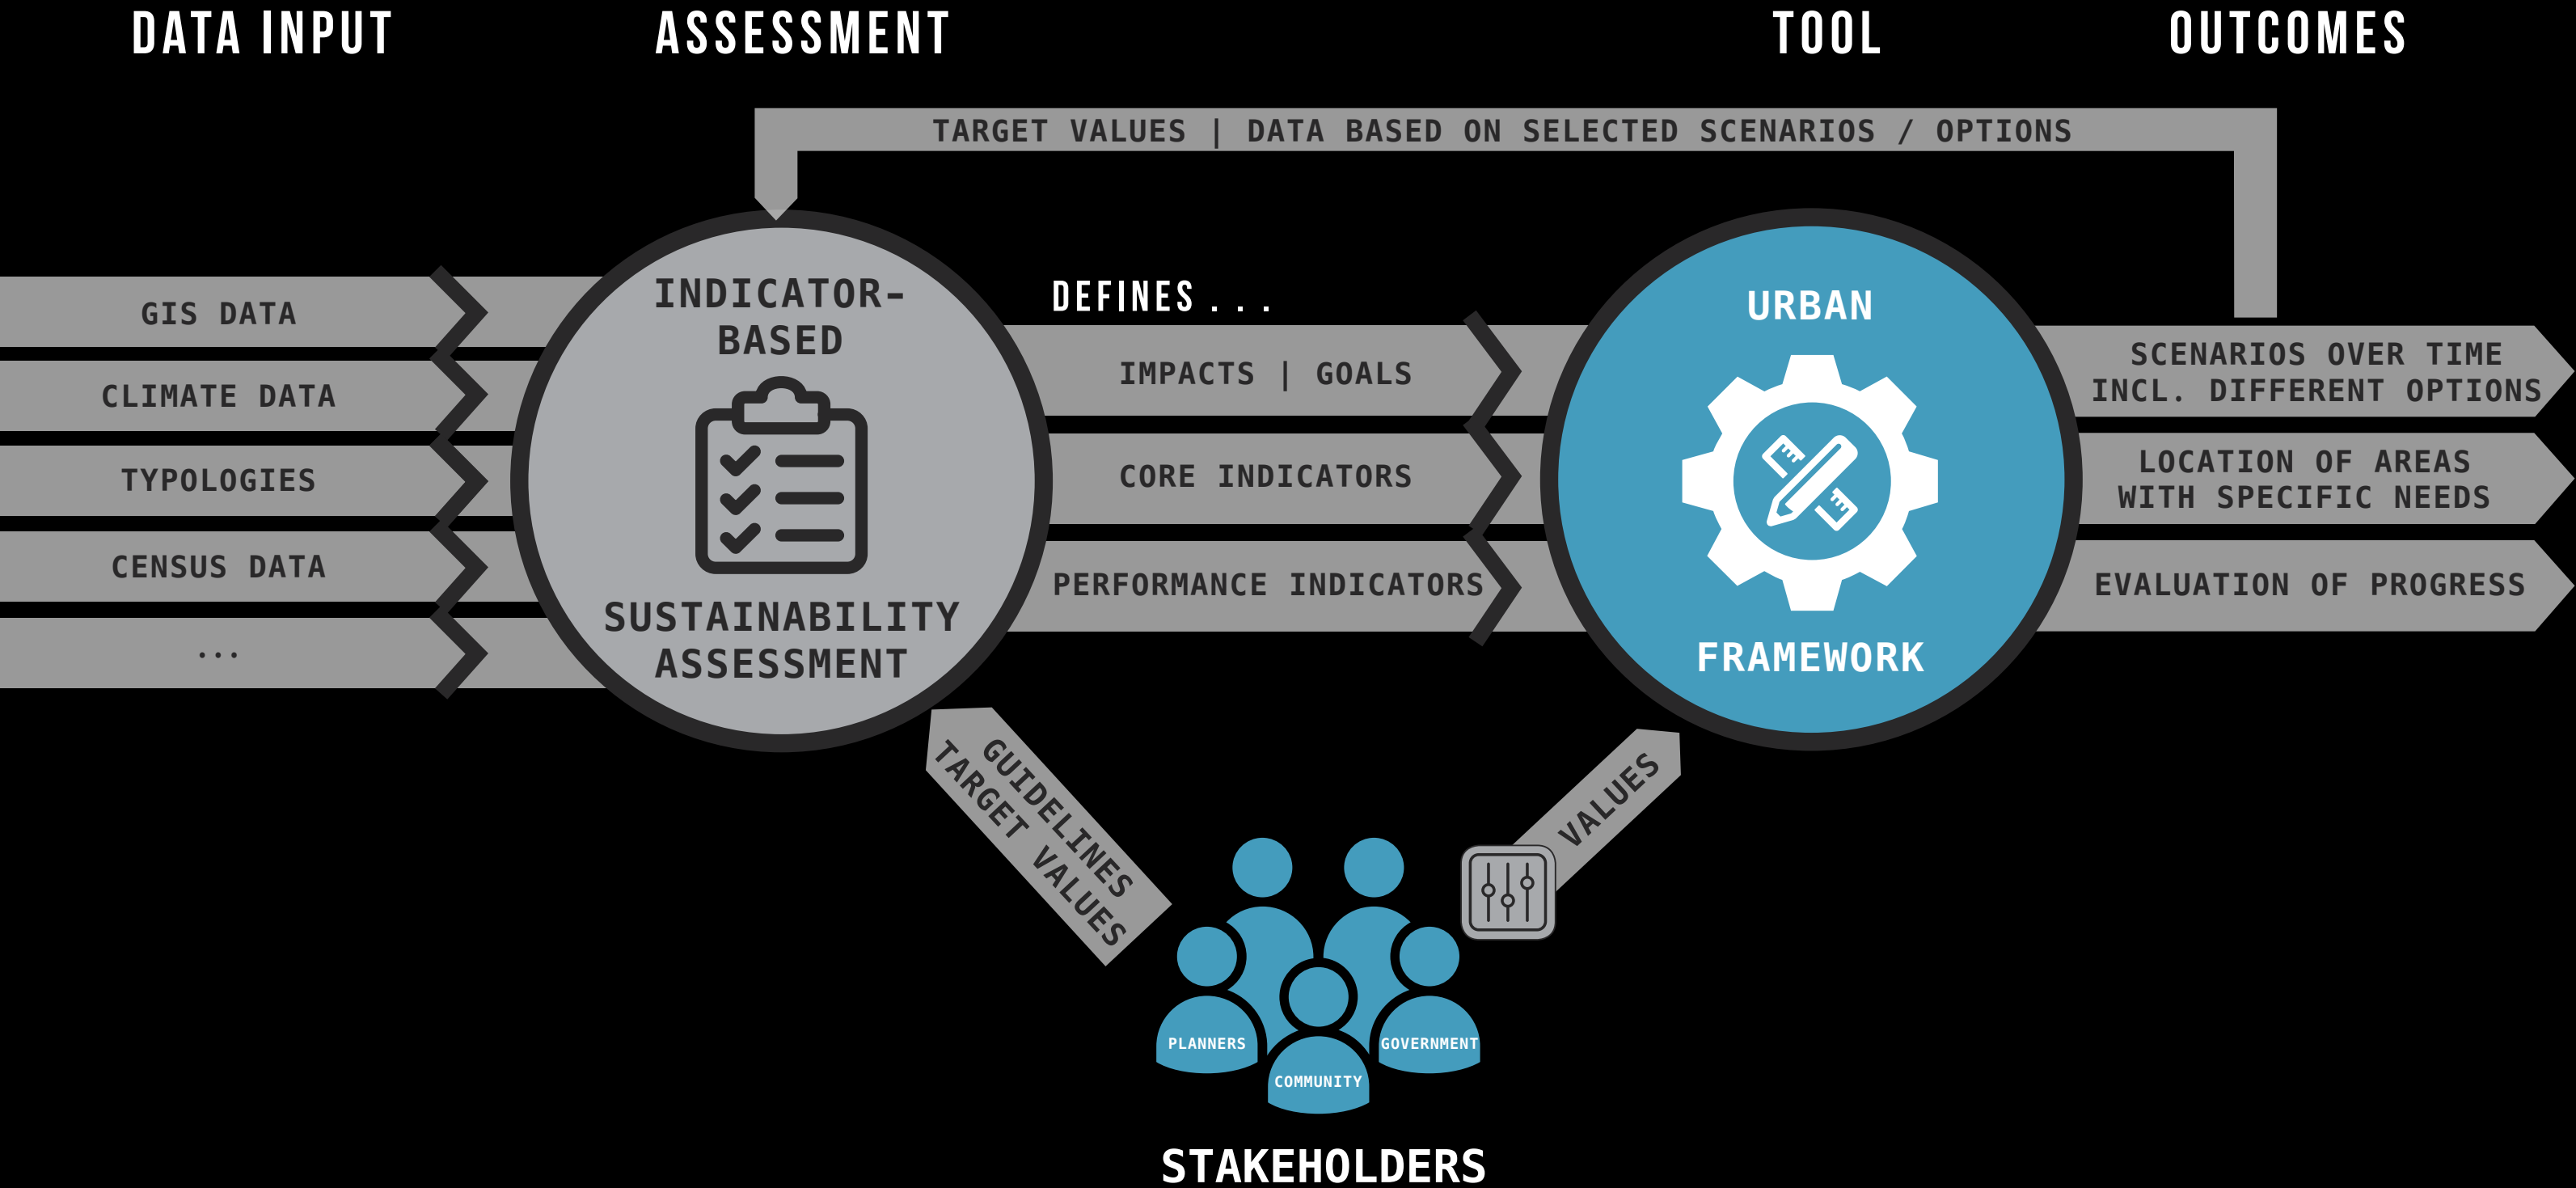 DATA INPUT
ASSESSMENT
TOOL
OUTCOMES
TARGET VALUES | DATA BASED ON SELECTED SCENARIOS / OPTIONS
GIS DATA
CLIMATE DATA
TYPOLOGIES
CENSUS DATA
...
INDICATOR-
BASED
SUSTAINABILITY
ASSESSMENT
DEFINES...
IMPACTS | GOALS
CORE INDICATORS
PERFORMANCE INDICATORS
URBAN
FRAMEWORK
SCENARIOS OVER TIME
INCL. DIFFERENT OPTIONS
LOCATION OF AREAS
WITH SPECIFIC NEEDS
EVALUATION OF PROGRESS
GUIDELINES
TARGET VALUES
VALUES
PLANNERS
COMMUNITY
GOVERNMENT
STAKEHOLDERS